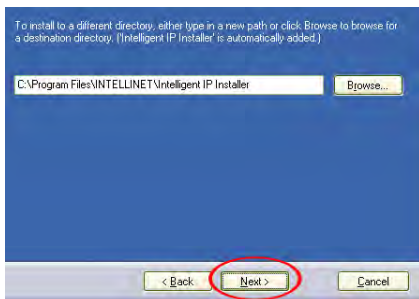 To install to a different directory, either type in a new path or click Browse to browse for
a destination directory. ('Intelligent IP Installer' is automatically added.)
C:\Program Files\INTELLINET\Intelligent IP Installer
Browse...
< Back
Next >
Cancel